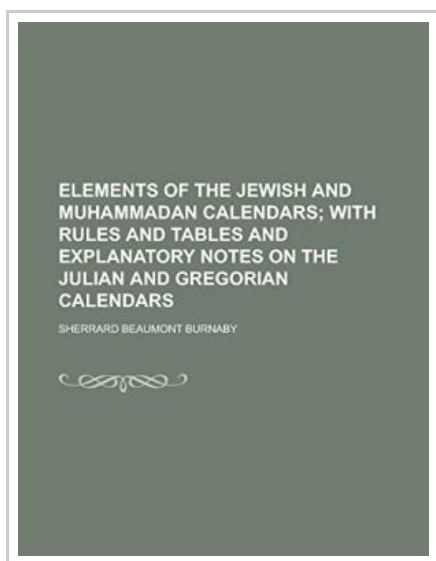 ELEMENTS OF THE JEWISH AND
MUHAMMADAN CALENDARS; WITH
RULES AND TABLES AND
EXPLANATORY NOTES ON THE
JULIAN AND GREGORIAN
CALENDARS
SHERRARD BEAUMONT BURNABY